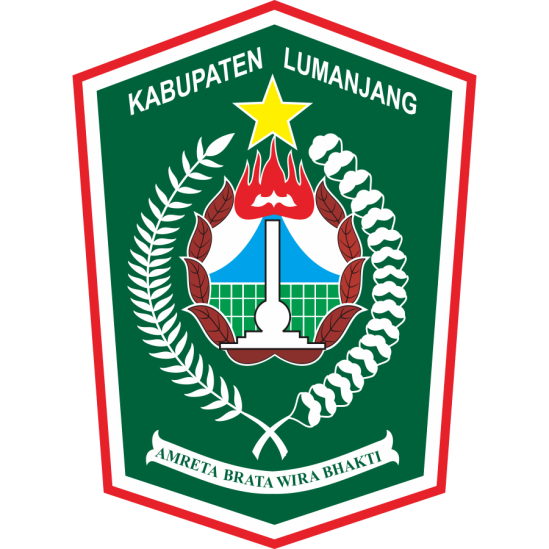 KABUPATEN LUMANJANG
AMRETA BRATA WIRA BHAKTI